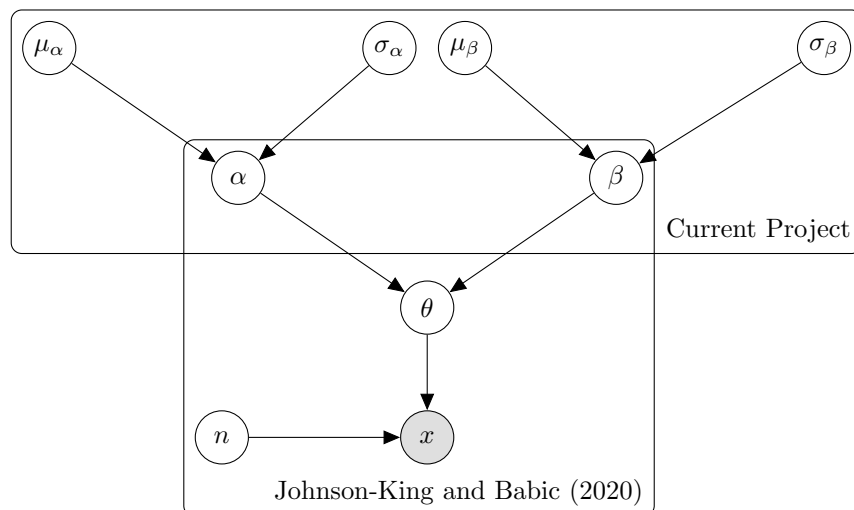 μα σα μβ σβ
α β
Current Project
θ
n x
Johnson-King and Babic (2020)